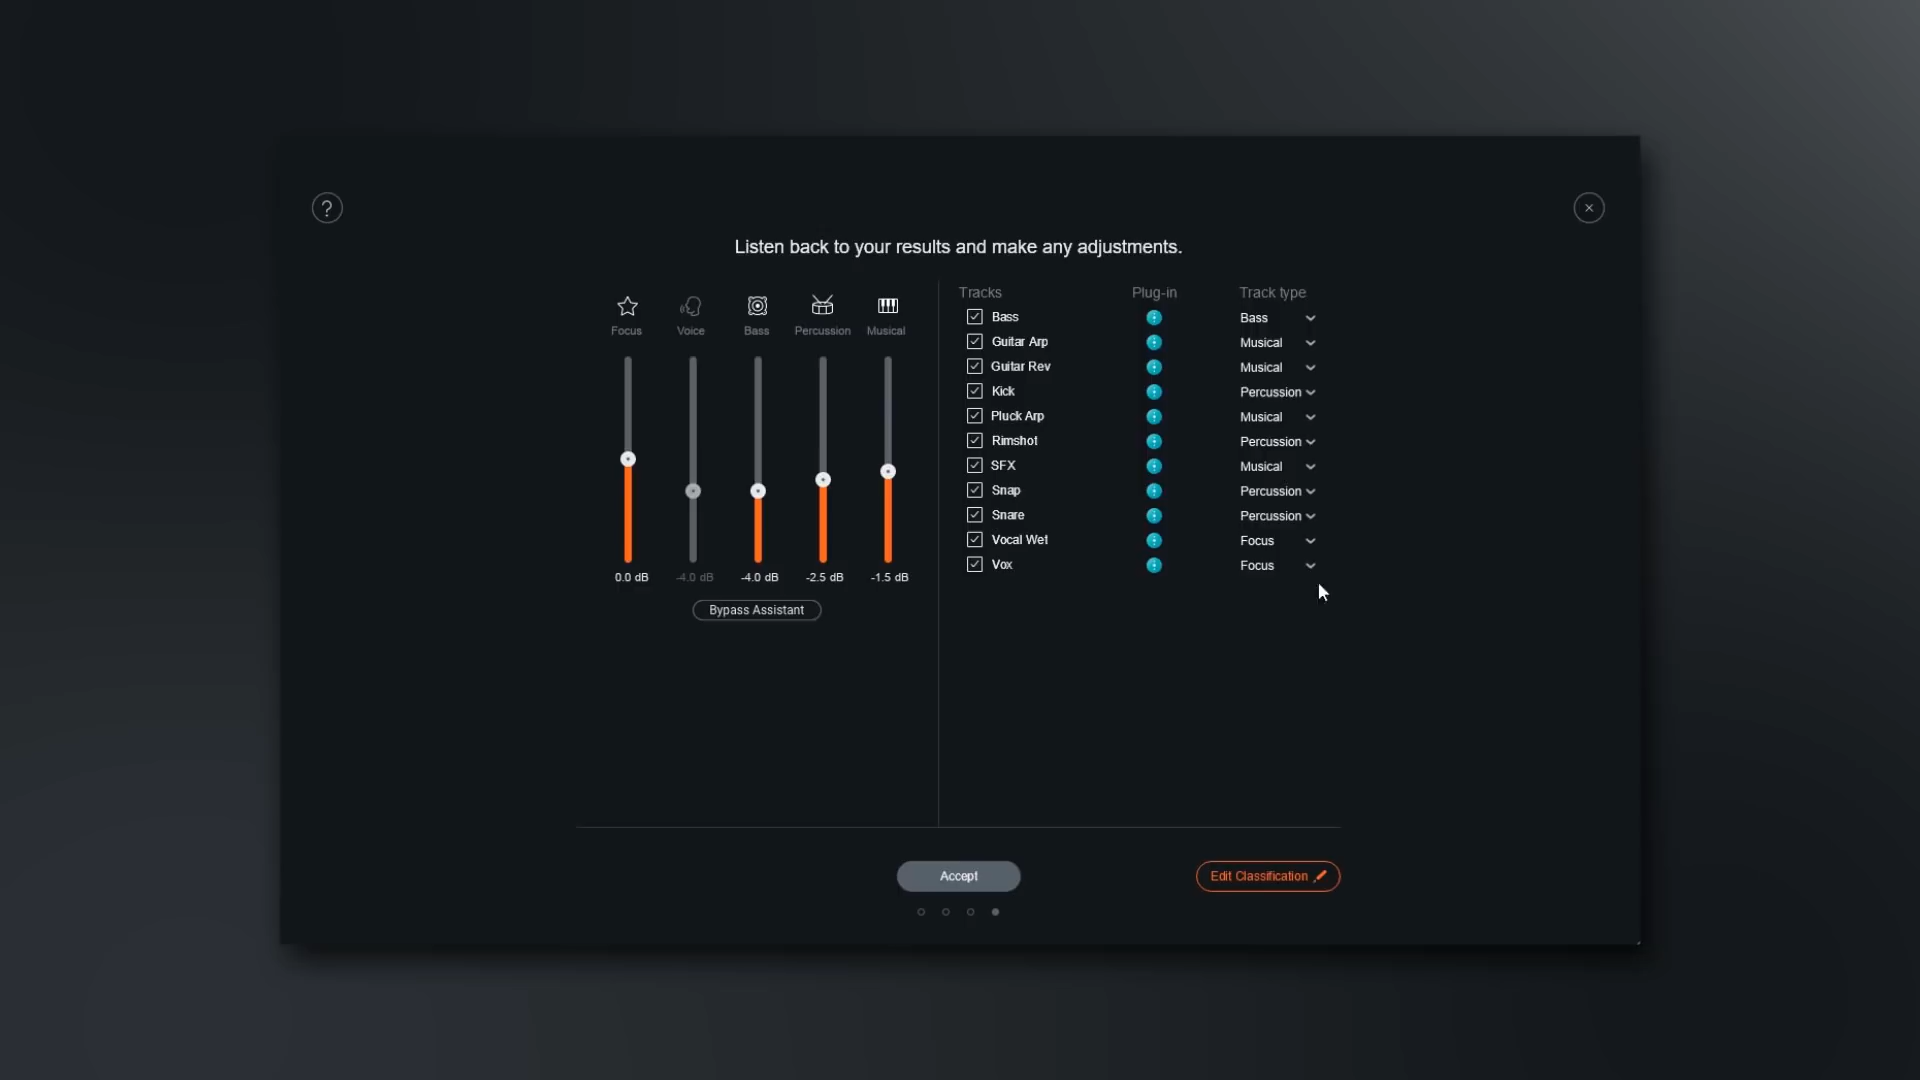 ?
Listen back to your results and make any adjustments.
Focus Voice Bass Percussion Musical
0.0 dB -4.0 dB -4.0 dB -2.5 dB -1.5 dB
Bypass Assistant
Tracks Plug-in Track type
Bass Bass
Guitar Arp Musical
Guitar Rev Musical
Kick Percussion
Pluck Arp Musical
Rimshot Percussion
SFX Musical
Snap Percussion
Snare Percussion
Vocal Wet Focus
Vox Focus
Accept
Edit Classification